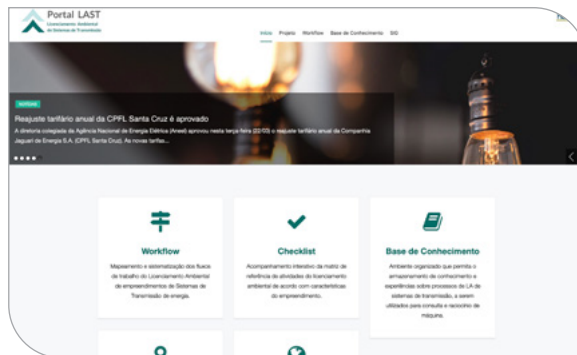 Portal LAST
Licenciamento Ambiental
de Sistemas de Transmissão
Início Projeto Workflow Base de Conhecimento SIG
NOTÍCIAS
Reajuste tarifário anual da CPFL Santa Cruz é aprovado
A diretoria colegiada da Agência Nacional de Energia Elétrica (Aneel) aprovou nesta terça-feira (22/03) o reajuste tarifário anual da Companhia
Jaguari de Energia S.A. (CPFL Santa Cruz). As novas tarifas...
Workflow
Mapeamento e sistematização dos fluxos
de trabalho do Licenciamento Ambiental
de empreendimentos de Sistemas de
Transmissão de energia.
Checklist
Acompanhamento interativo da matriz de
referência de atividades do licenciamento
ambiental de acordo com características
do empreendimento.
Base de Conhecimento
Ambiente organizado que permita o
armazenamento de conhecimento e
experiências sobre processos de LA de
sistemas de transmissão, a serem
utilizados para consulta e raciocínio de
máquina.